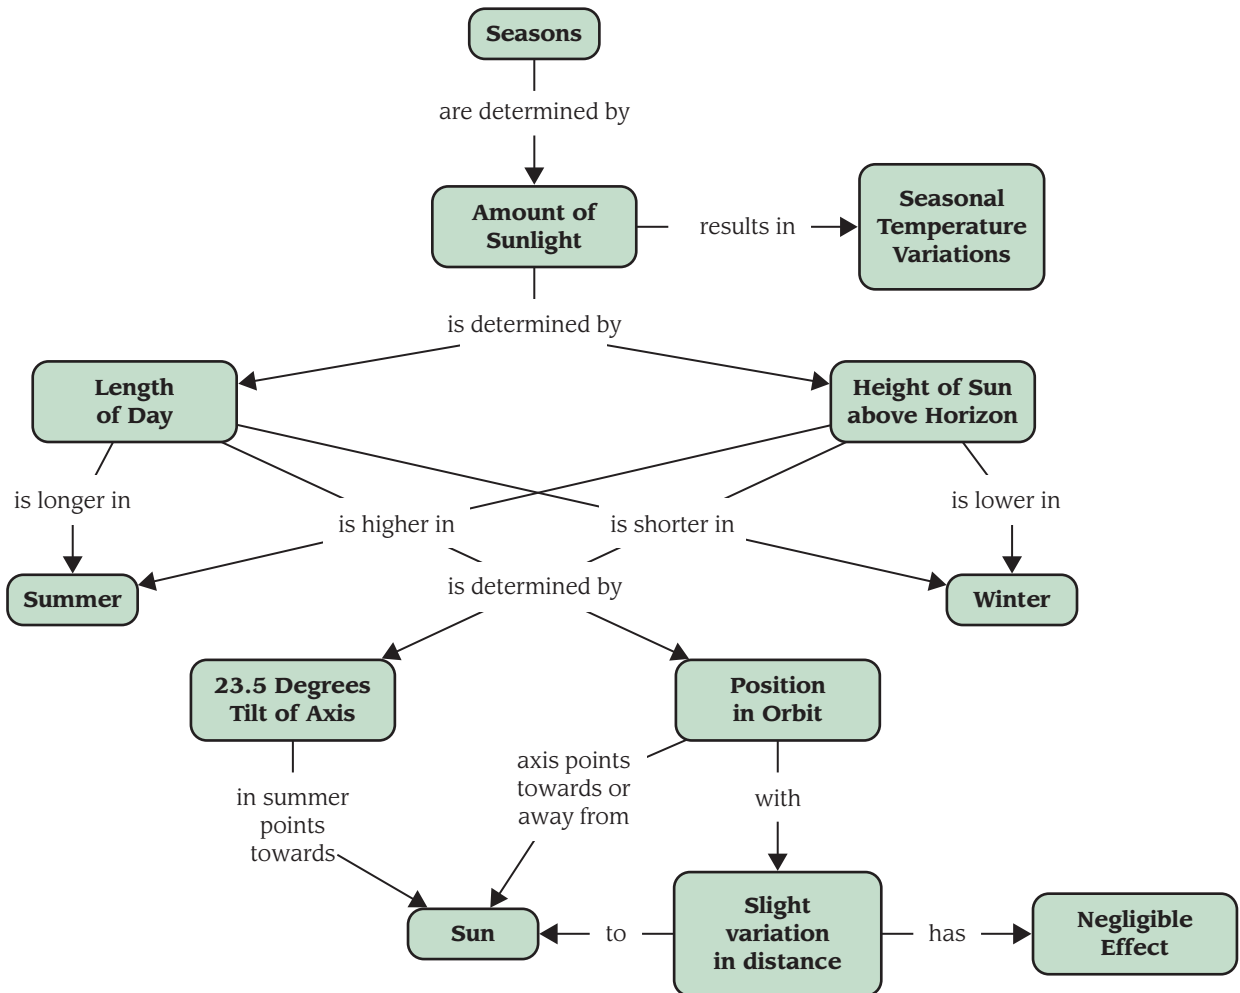 Seasons
are determined by
Amount of
Sunlight
results in
Seasonal
Temperature
Variations
is determined by
Length
of Day
Height of Sun
above Horizon
is longer in
is higher in
is shorter in
is lower in
Summer
is determined by
Winter
23.5 Degrees
Tilt of Axis
Position
in Orbit
in summer
points
towards
axis points
towards or
away from
with
Sun
to
Slight
variation
in distance
has
Negligible
Effect